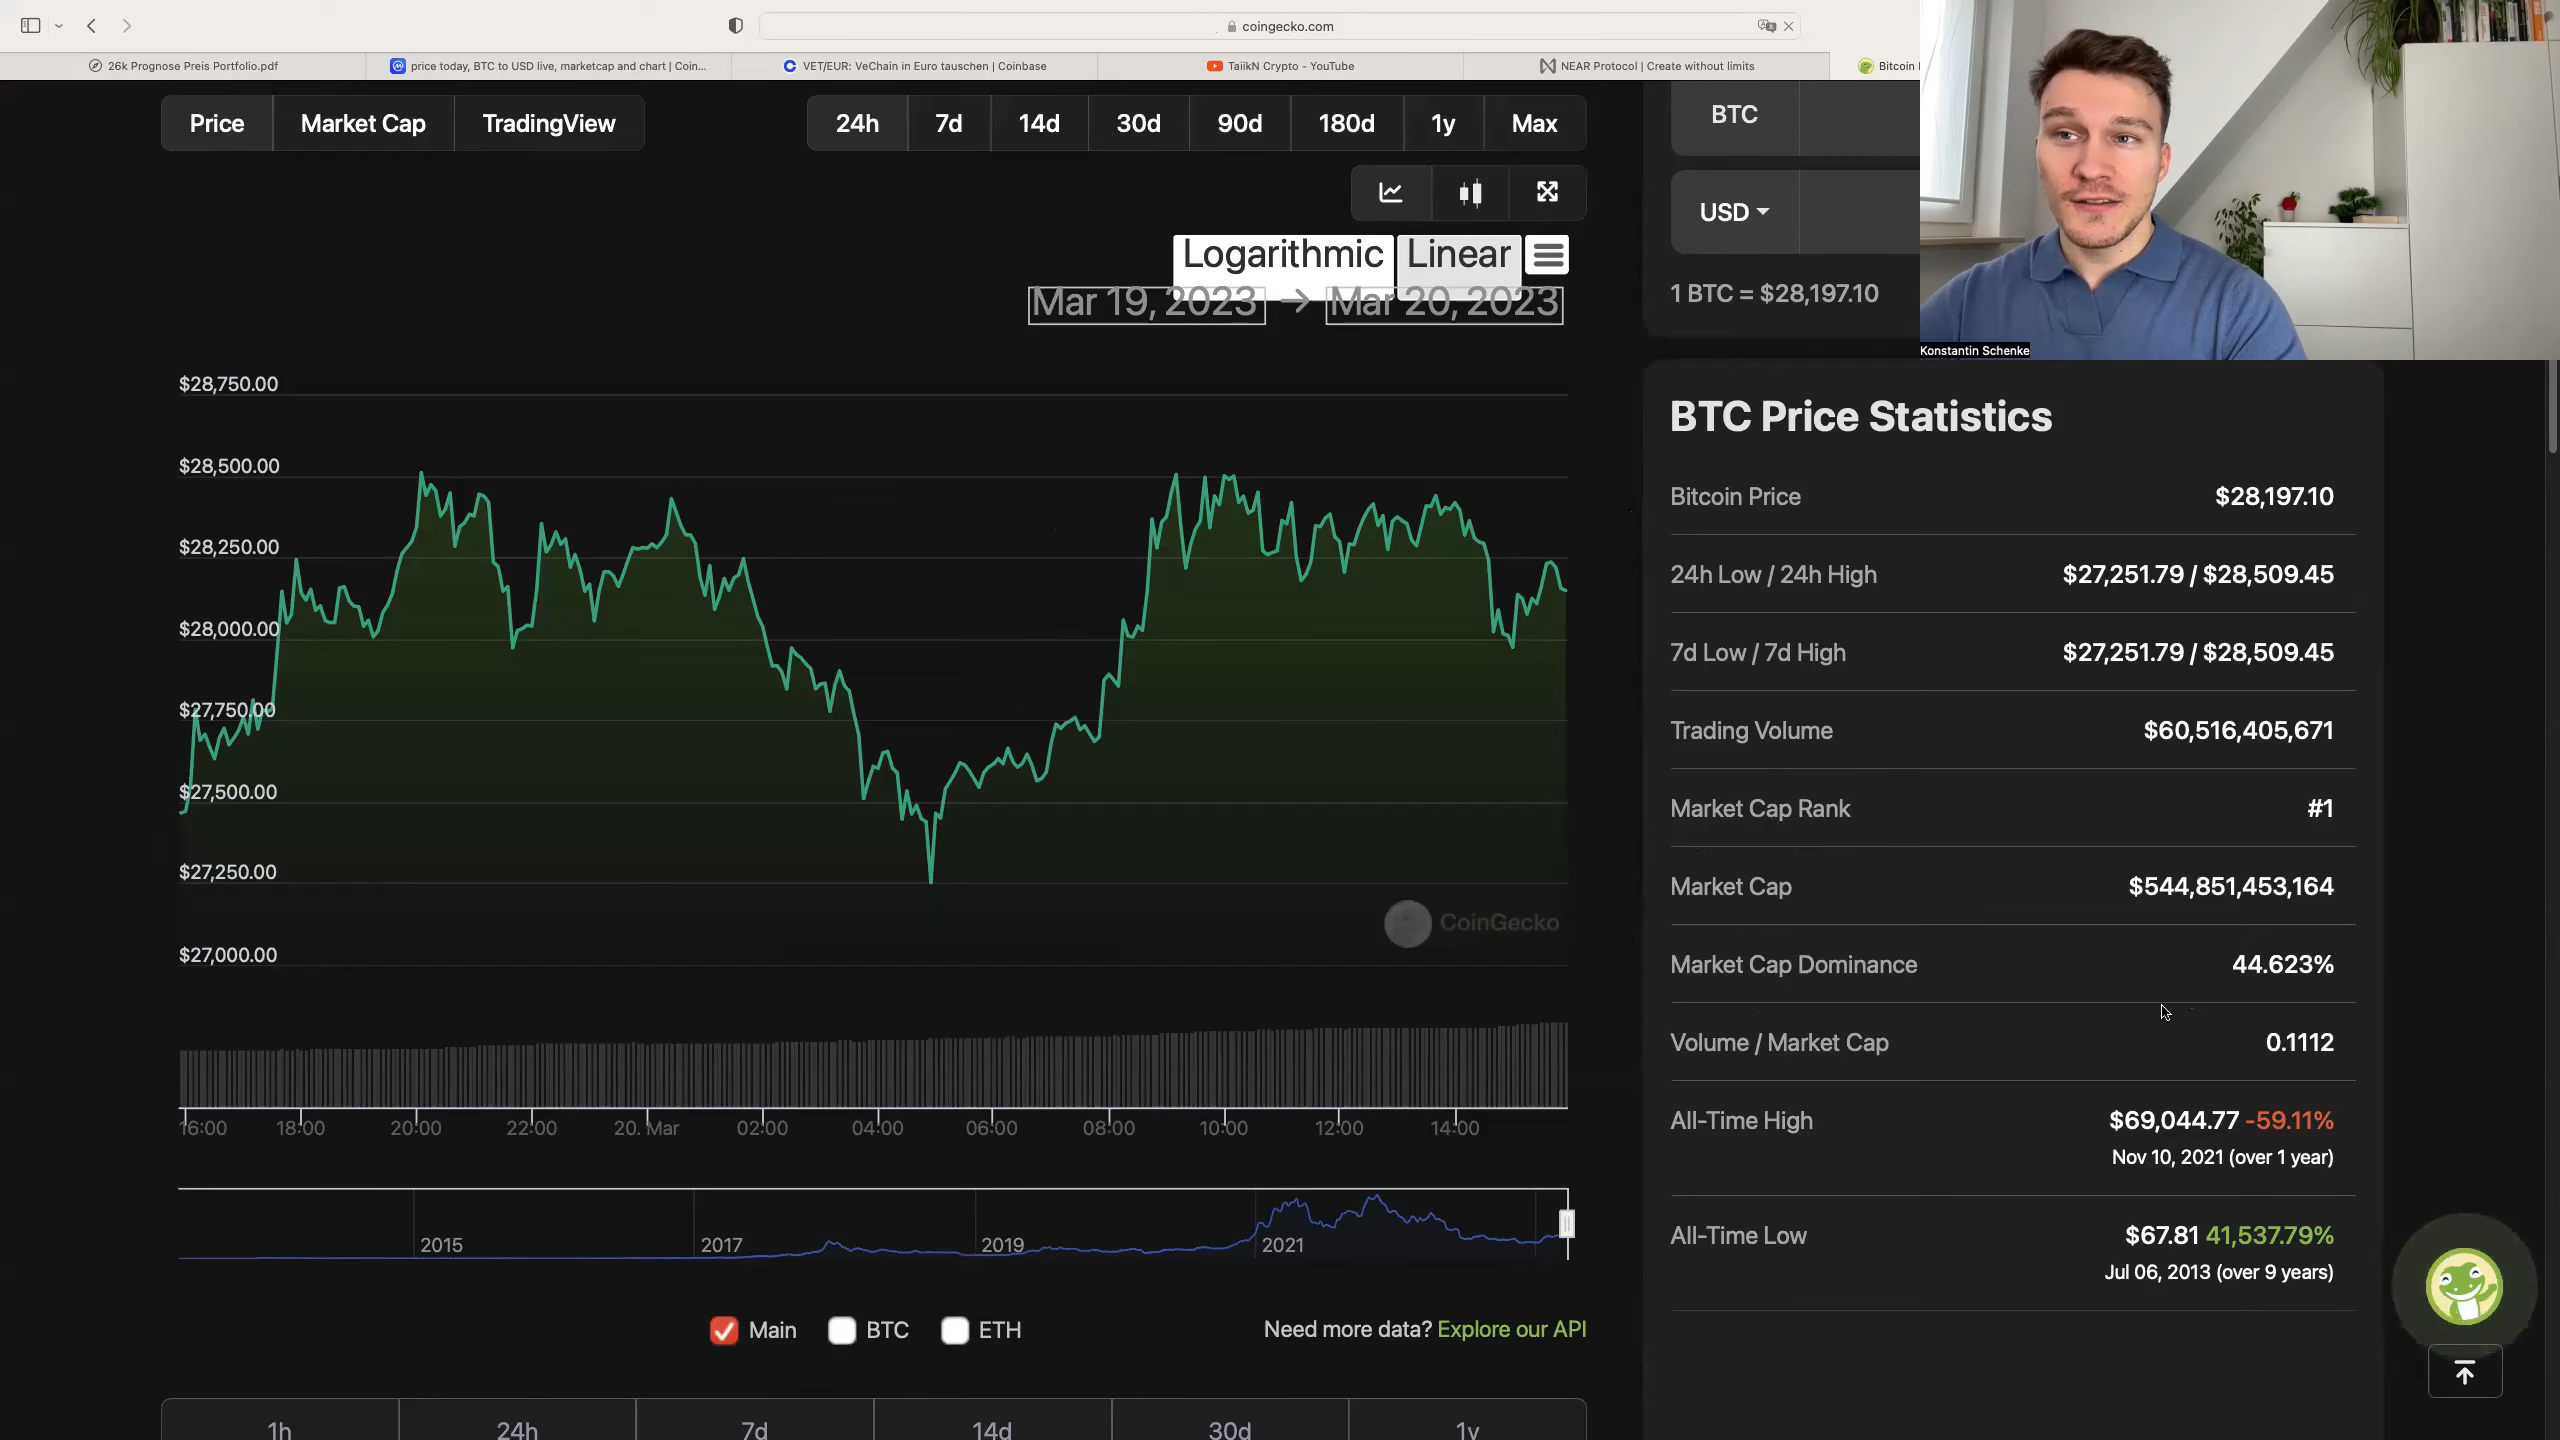 coingecko.com
26k Prognose Preis Portfolio.pdf
price today, BTC to USD live, marketcap and chart | Coin...
VET/EUR: VeChain in Euro tauschen | Coinbase
TaiikN Crypto - YouTube
NEAR Protocol | Create without limits
Bitcoin
Price Market Cap TradingView
24h 7d 14d 30d 90d 180d 1y Max
Logarithmic Linear
Mar 19, 2023 → Mar 20, 2023
$28,750.00
$28,500.00
$28,250.00
$28,000.00
$27,750.00
$27,500.00
$27,250.00
$27,000.00
CoinGecko
16:00 18:00 20:00 22:00 20. Mar 02:00 04:00 06:00 08:00 10:00 12:00 14:00
2015 2017 2019 2021
Main BTC ETH
Need more data? Explore our API
1h 24h 7d 14d 30d 1y
BTC
USD
1 BTC = $28,197.10
Konstantin Schenke
BTC Price Statistics
Bitcoin Price $28,197.10
24h Low / 24h High $27,251.79 / $28,509.45
7d Low / 7d High $27,251.79 / $28,509.45
Trading Volume $60,516,405,671
Market Cap Rank #1
Market Cap $544,851,453,164
Market Cap Dominance 44.623%
Volume / Market Cap 0.1112
All-Time High $69,044.77 -59.11%
Nov 10, 2021 (over 1 year)
All-Time Low $67.81 41,537.79%
Jul 06, 2013 (over 9 years)